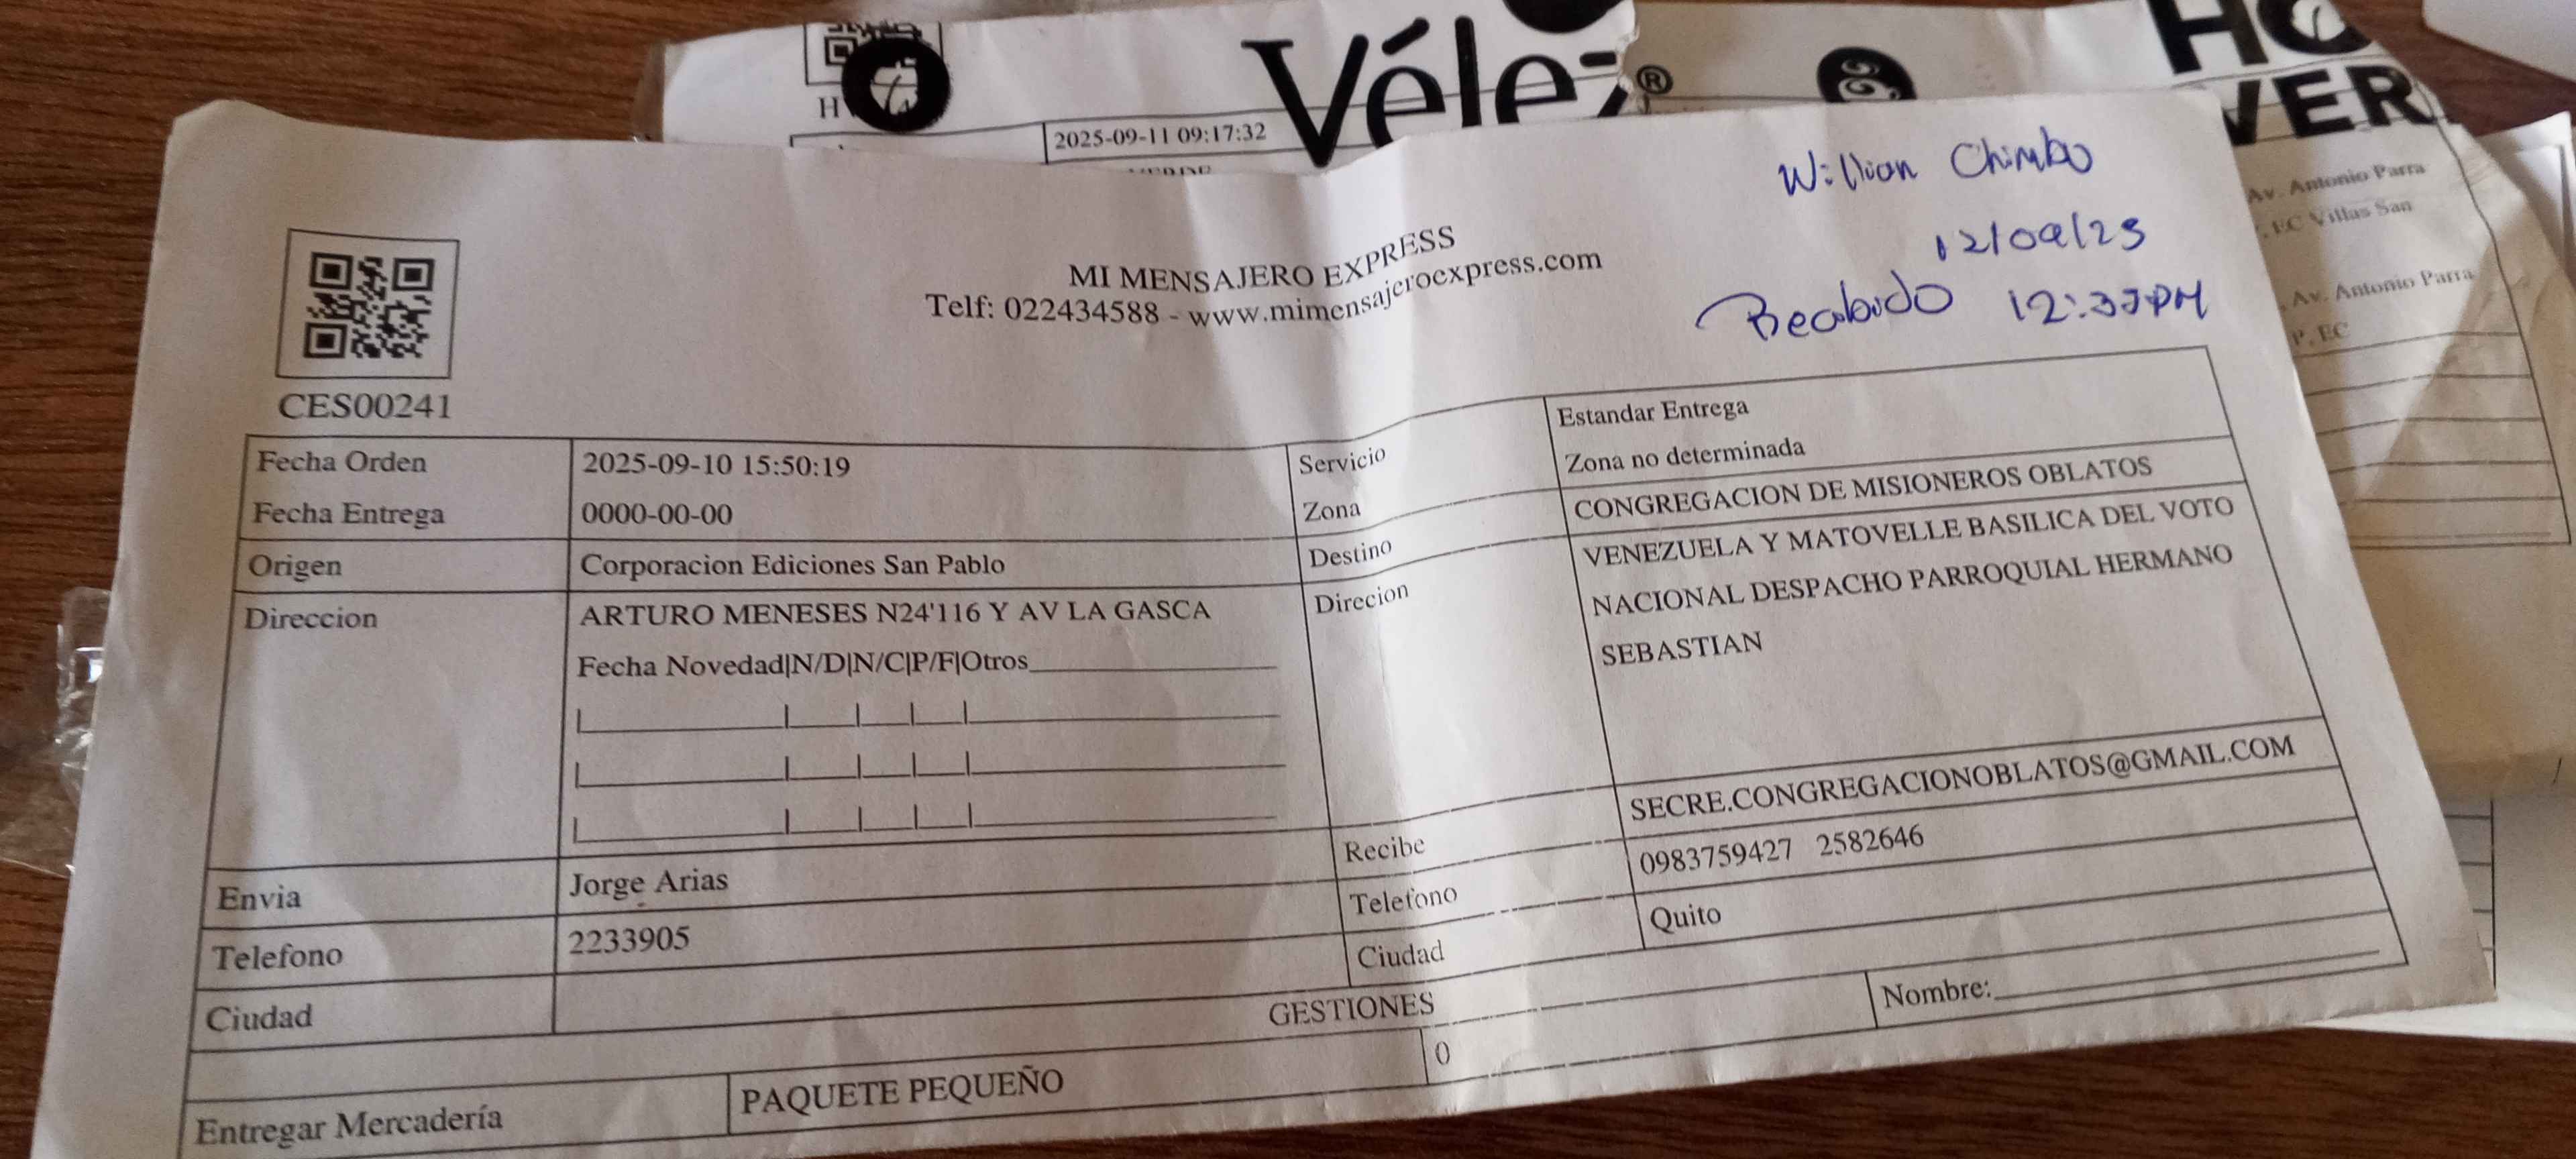 Vélez®
HO
VER
H
2025-09-11 09:17:32
Av. Antonio Parra
, EC Villas San
, Av. Antonio Parra
P, EC
Willian Chimbo
12/09/25
Recibido 12:33PM
MI MENSAJERO EXPRESS
Telf: 022434588 - www.mimensajeroexpress.com
CES00241
Fecha Orden 2025-09-10 15:50:19
Fecha Entrega 0000-00-00
Origen Corporacion Ediciones San Pablo
Direccion ARTURO MENESES N24'116 Y AV LA GASCA
Fecha Novedad|N/D|N/C|P/F|Otros
Envia Jorge Arias
Telefono 2233905
Ciudad
Servicio Estandar Entrega
Zona Zona no determinada
Destino CONGREGACION DE MISIONEROS OBLATOS
Direcion VENEZUELA Y MATOVELLE BASILICA DEL VOTO
NACIONAL DESPACHO PARROQUIAL HERMANO
SEBASTIAN
Recibe SECRE.CONGREGACIONOBLATOS@GMAIL.COM
Telefono 0983759427 2582646
Ciudad Quito
GESTIONES
Entregar Mercadería PAQUETE PEQUEÑO 0 Nombre: